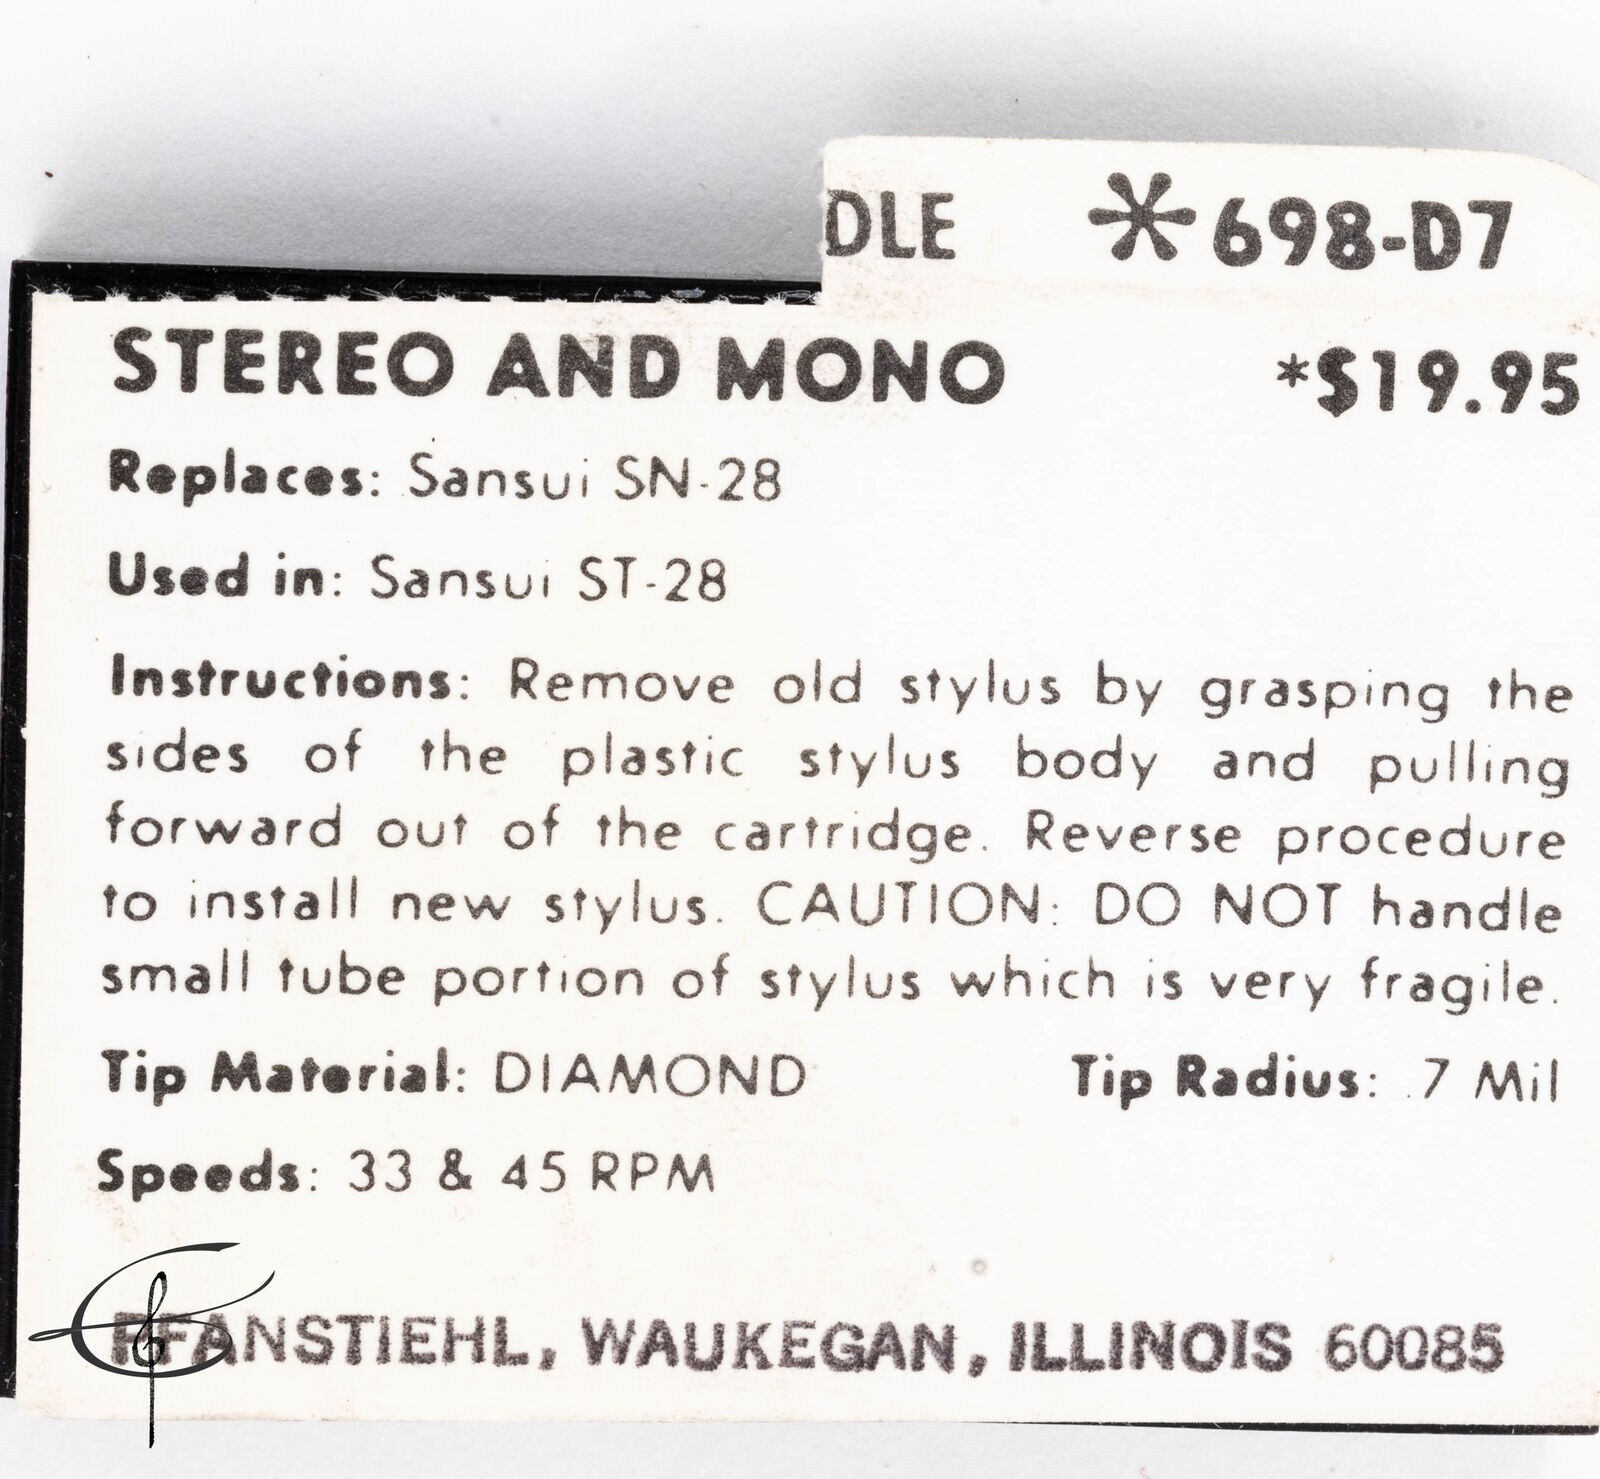 DLE *698-D7
STEREO AND MONO *$19.95
Replaces: Sansui SN-28
Used in: Sansui ST-28
Instructions: Remove old stylus by grasping the
sides of the plastic stylus body and pulling
forward out of the cartridge. Reverse procedure
to install new stylus. CAUTION: DO NOT handle
small tube portion of stylus which is very fragile.
Tip Material: DIAMOND Tip Radius: .7 Mil
Speeds: 33 & 45 RPM
PFANSTIEHL, WAUKEGAN, ILLINOIS 60085